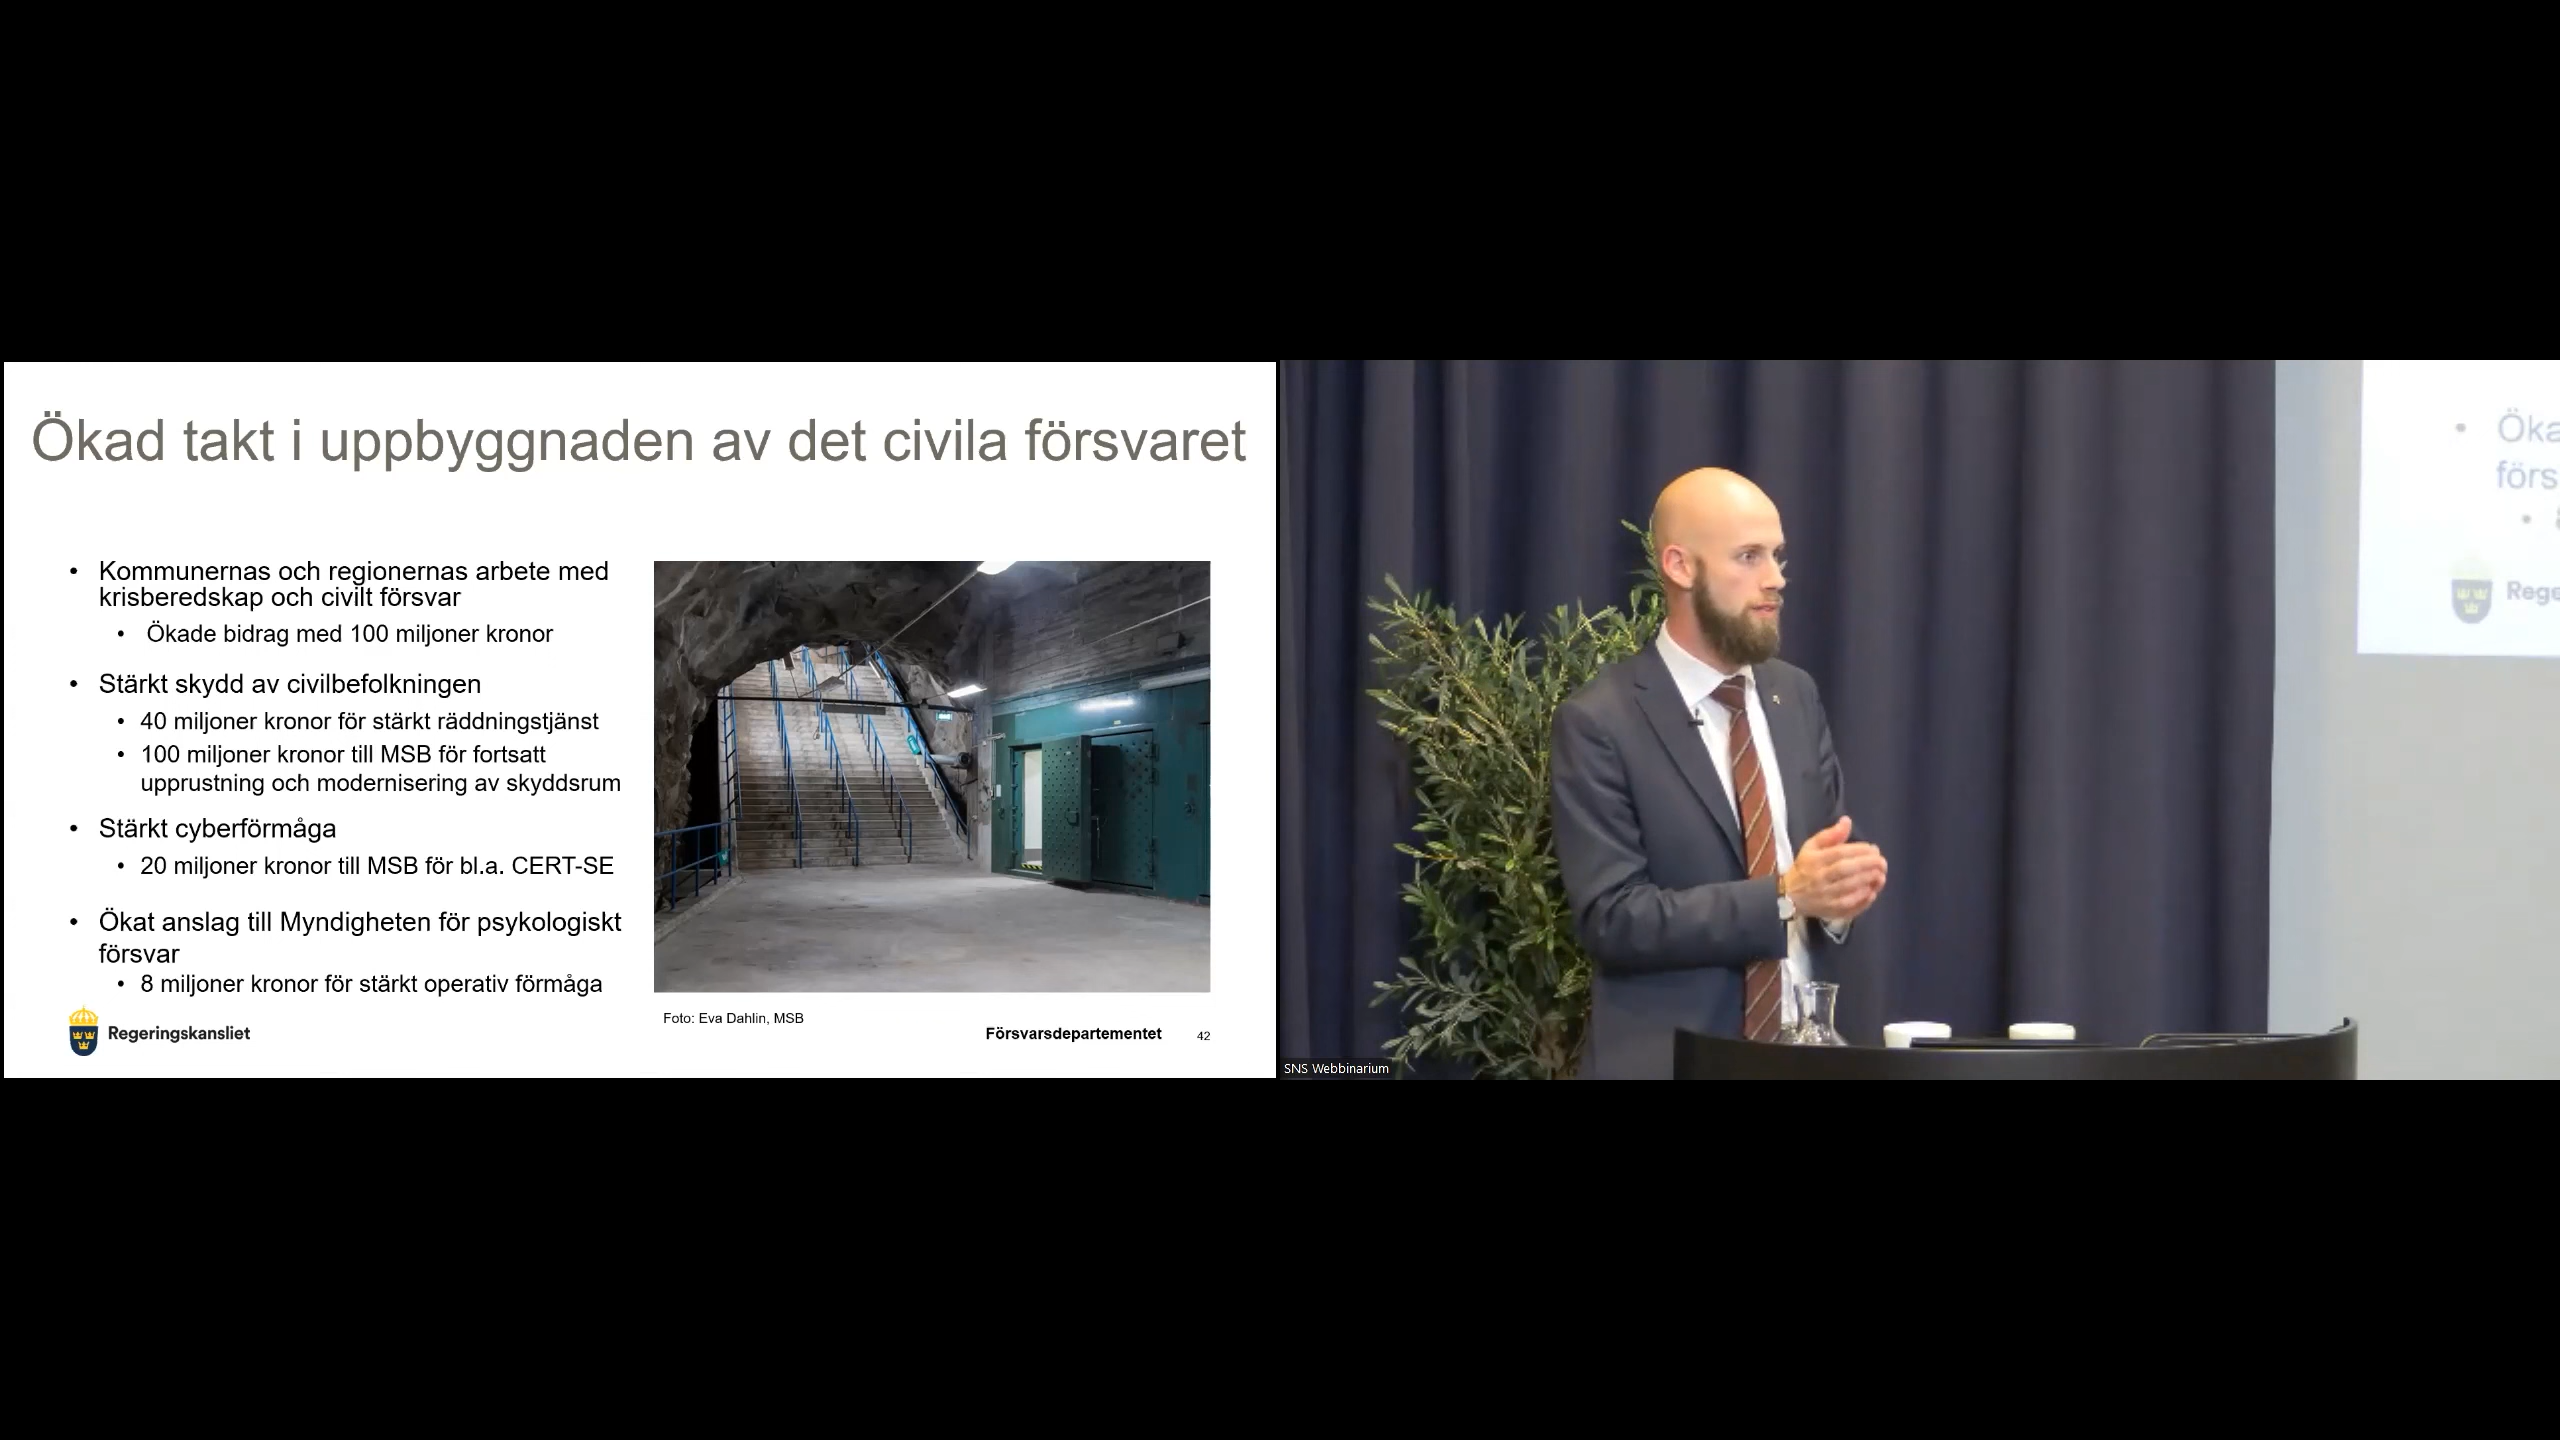 Ökad takt i uppbyggnaden av det civila försvaret
• Kommunernas och regionernas arbete med
krisberedskap och civilt försvar
• Ökade bidrag med 100 miljoner kronor
• Stärkt skydd av civilbefolkningen
• 40 miljoner kronor för stärkt räddningstjänst
• 100 miljoner kronor till MSB för fortsatt
upprustning och modernisering av skyddsrum
• Stärkt cyberförmåga
• 20 miljoner kronor till MSB för bl.a. CERT-SE
• Ökat anslag till Myndigheten för psykologiskt
försvar
• 8 miljoner kronor för stärkt operativ förmåga
Foto: Eva Dahlin, MSB
Regeringskansliet
Försvarsdepartementet
42
• Öka
förs
Rege
SNS Webbinarium